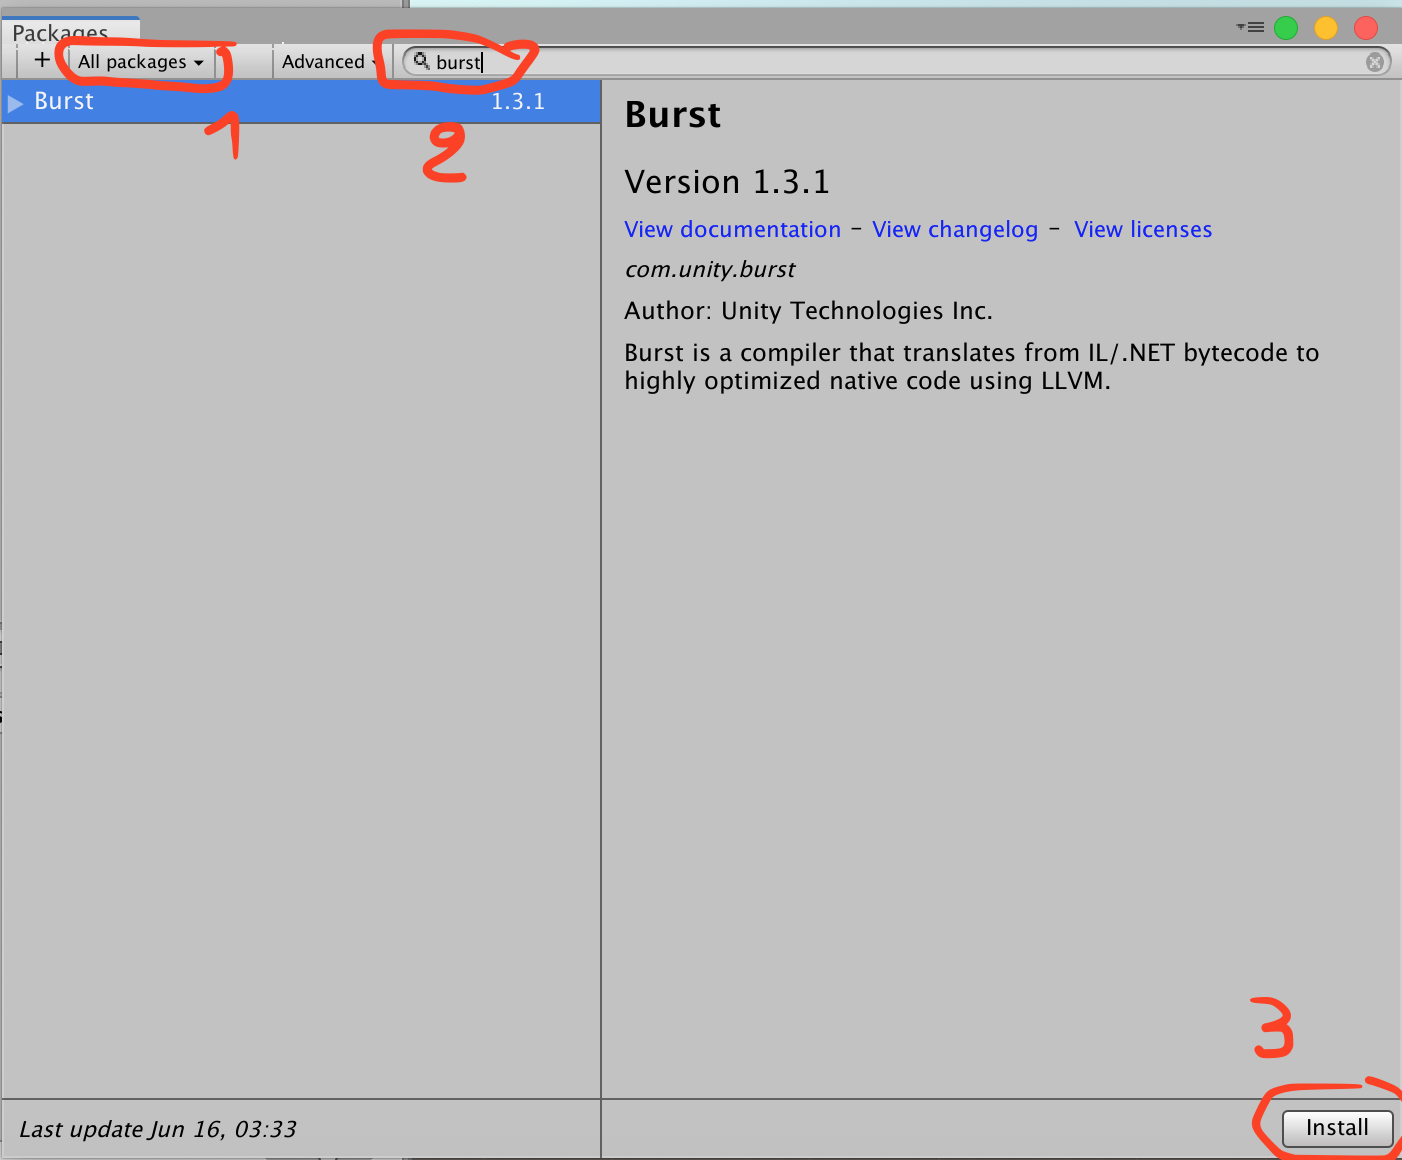 Packages
+ All packages Advanced burst
Burst 1.3.1
1
2
Burst
Version 1.3.1
View documentation - View changelog - View licenses
com.unity.burst
Author: Unity Technologies Inc.
Burst is a compiler that translates from IL/.NET bytecode to
highly optimized native code using LLVM.
3
Last update Jun 16, 03:33
Install